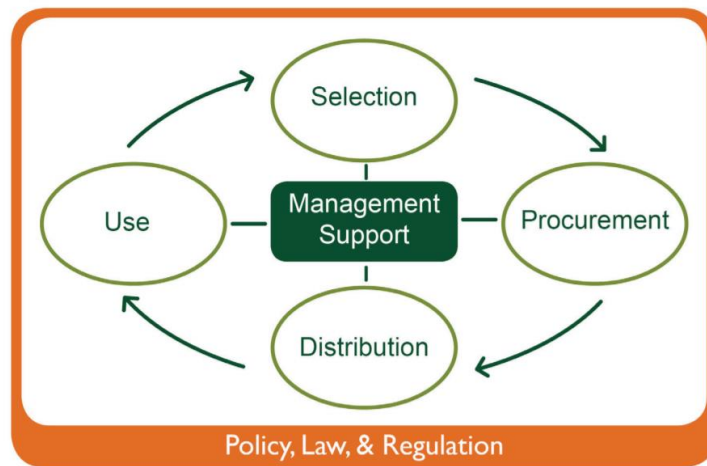 Selection
Use
Management
Support
Procurement
Distribution
Policy, Law, & Regulation